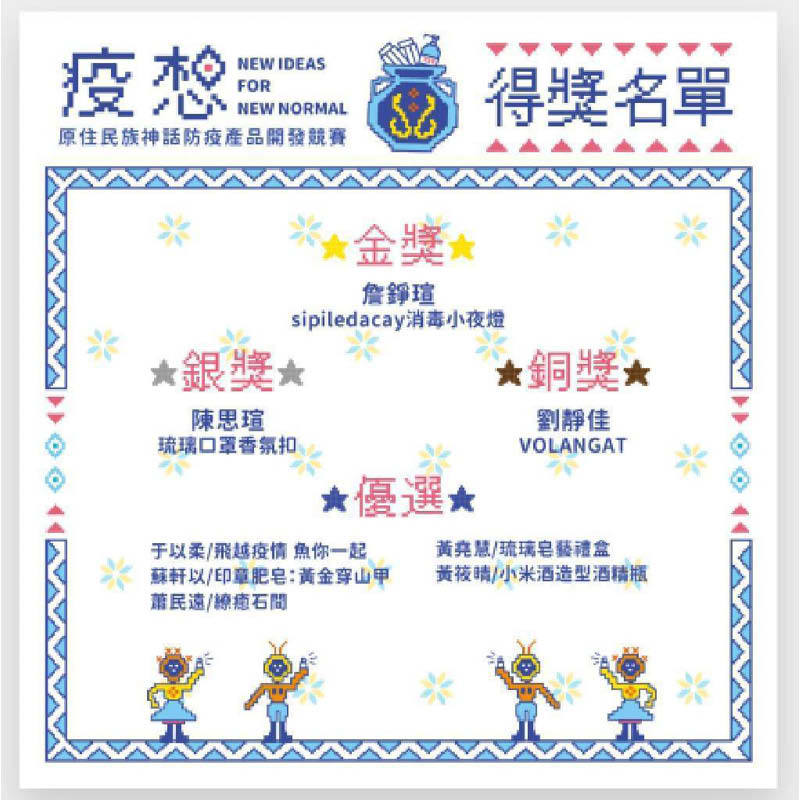 疫想
NEW IDEAS
FOR
NEW NORMAL
原住民族神話防疫產品開發競賽
得獎名單
金獎
詹錚瑄
sipiledacay消毒小夜燈
銀獎
銅獎
陳思瑄
劉靜佳
琉璃口罩香氛扣
VOLANGAT
優選
于以柔/飛越疫情 魚你一起
蘇軒以/印章肥皂:黃金穿山甲
蕭民遠/療癒石間
黃堯慧/琉璃皂藝禮盒
黃筱晴/小米酒造型酒精瓶